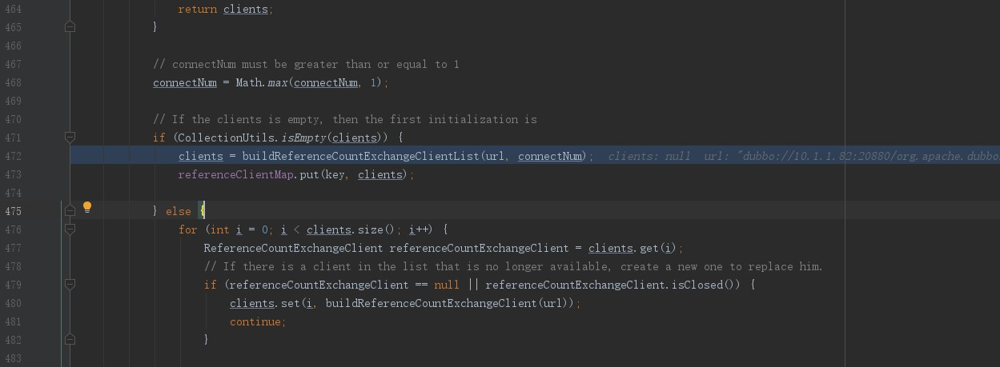 464 return clients;
465 }
466
467 // connectNum must be greater than or equal to 1
468 connectNum = Math.max(connectNum, 1);
469
470 // If the clients is empty, then the first initialization is
471 if (CollectionUtils.isEmpty(clients)) {
472 clients = buildReferenceCountExchangeClientList(url, connectNum); clients: null url: "dubbo://10.1.1.82:20880/org.apache.dubbo
473 referenceClientMap.put(key, clients);
474
475 } else {
476 for (int i = 0; i < clients.size(); i++) {
477 ReferenceCountExchangeClient referenceCountExchangeClient = clients.get(i);
478 // If there is a client in the list that is no longer available, create a new one to replace him.
479 if (referenceCountExchangeClient == null || referenceCountExchangeClient.isClosed()) {
480 clients.set(i, buildReferenceCountExchangeClient(url));
481 continue;
482 }
483